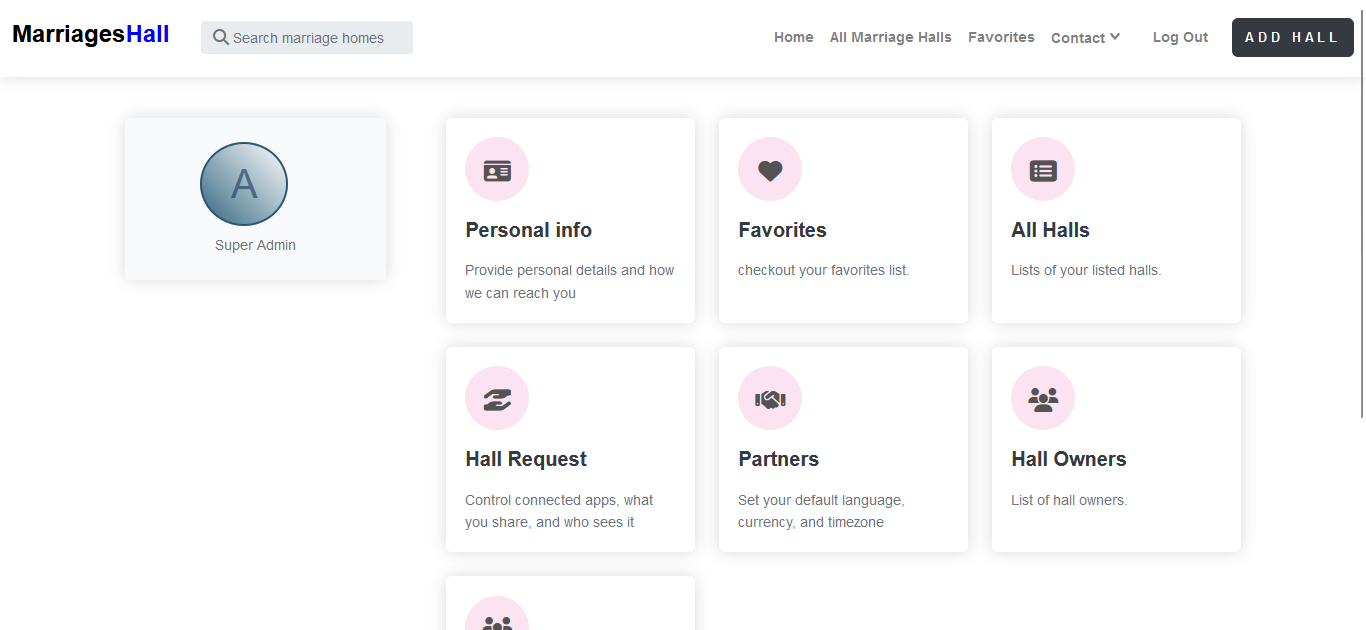 MarriagesHall
Search marriage homes
Home
All Marriage Halls
Favorites
Contact
Log Out
ADD HALL
A
Super Admin
Personal info
Provide personal details and how
we can reach you
Favorites
checkout your favorites list.
All Halls
Lists of your listed halls.
Hall Request
Control connected apps, what
you share, and who sees it
Partners
Set your default language,
currency, and timezone
Hall Owners
List of hall owners.